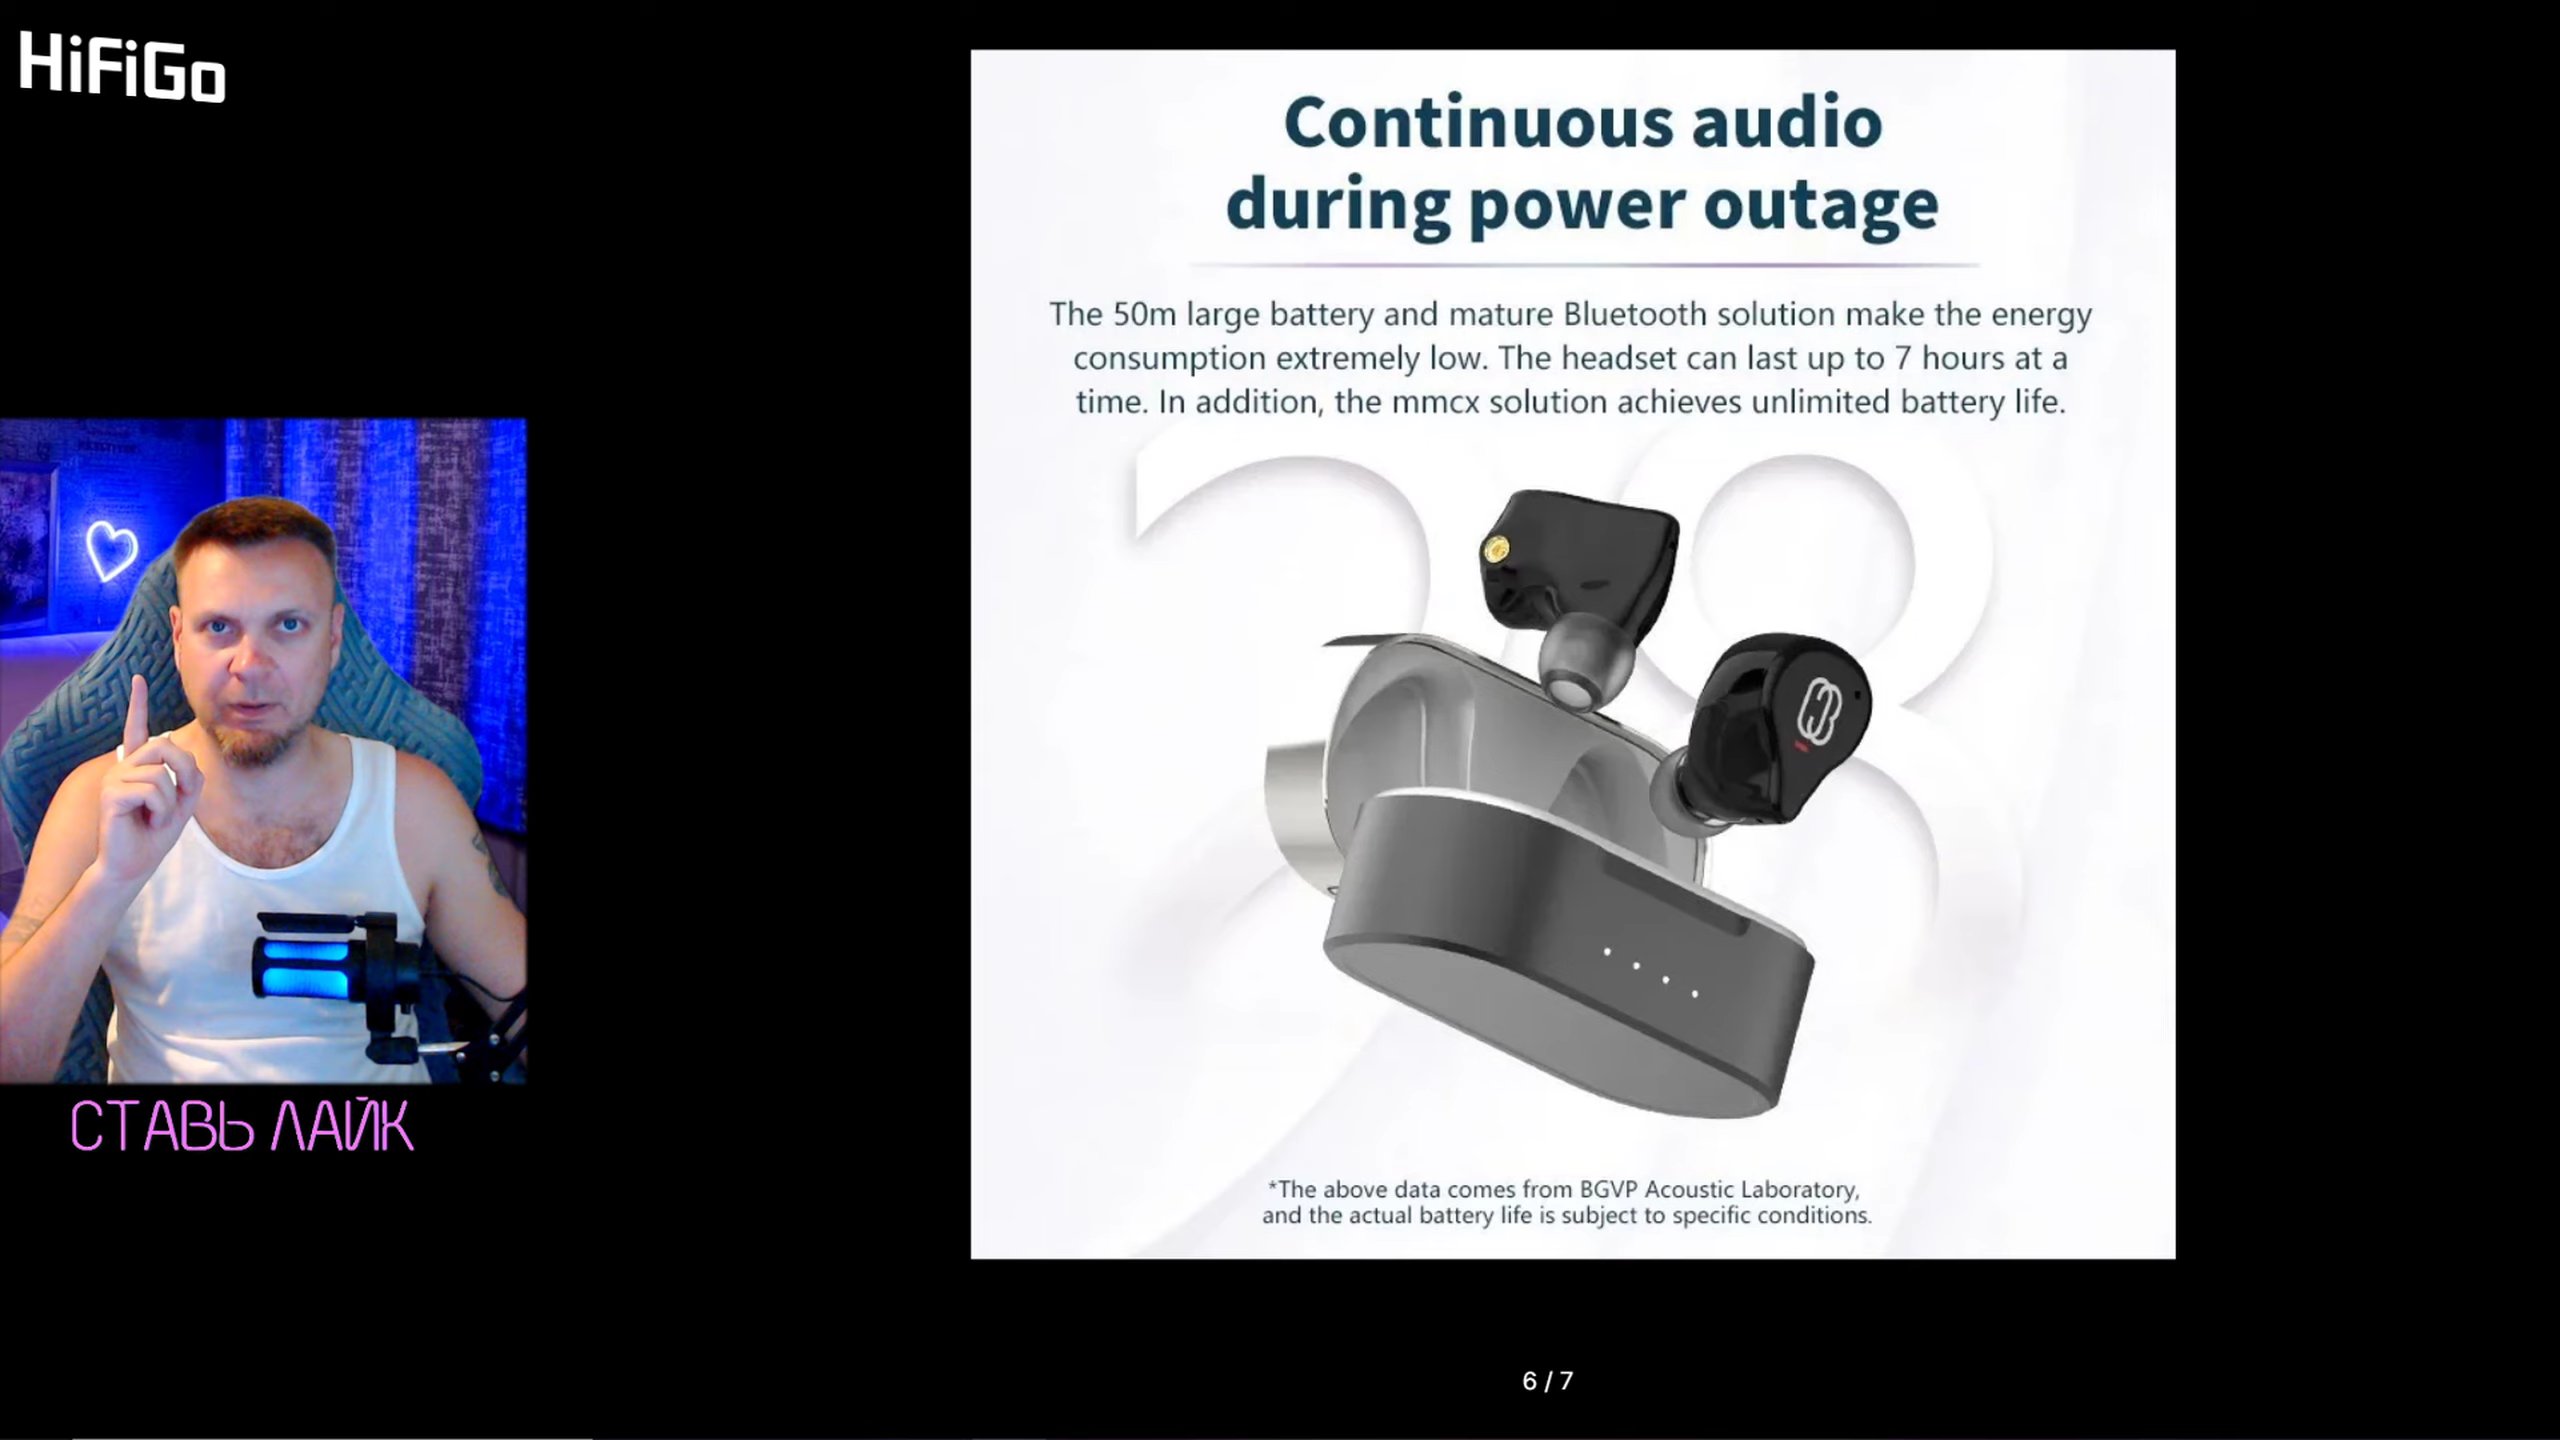 HiFiGo
Continuous audio
during power outage
The 50m large battery and mature Bluetooth solution make the energy
consumption extremely low. The headset can last up to 7 hours at a
time. In addition, the mmcx solution achieves unlimited battery life.
СТАВЬ ЛАЙК
*The above data comes from BGVP Acoustic Laboratory,
and the actual battery life is subject to specific conditions.
6 / 7